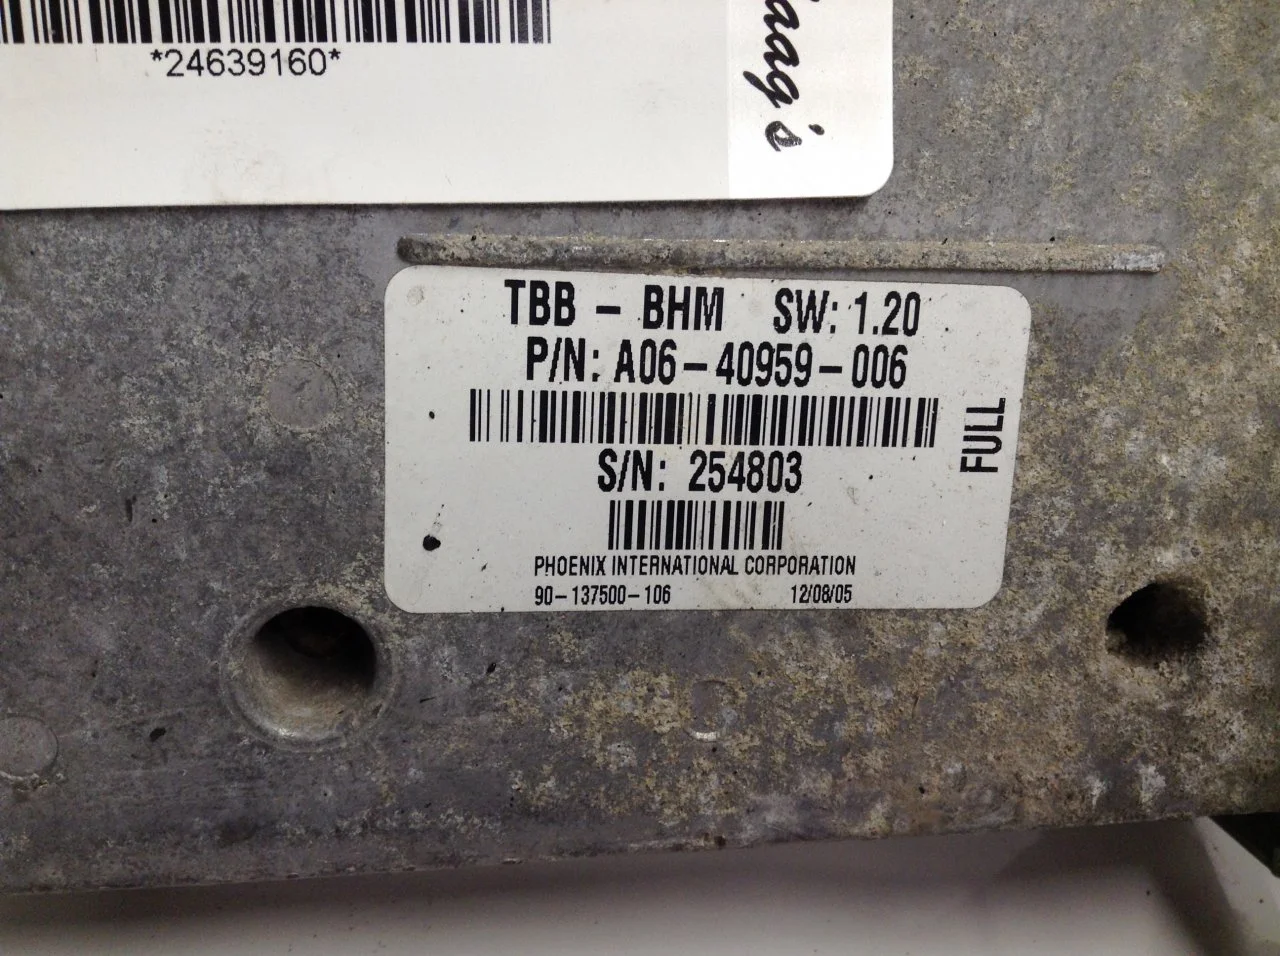 *24639160*
TBB - BHM SW: 1.20
P/N: A06-40959-006
FULL
S/N: 254803
PHOENIX INTERNATIONAL CORPORATION
90-137500-106 12/08/05